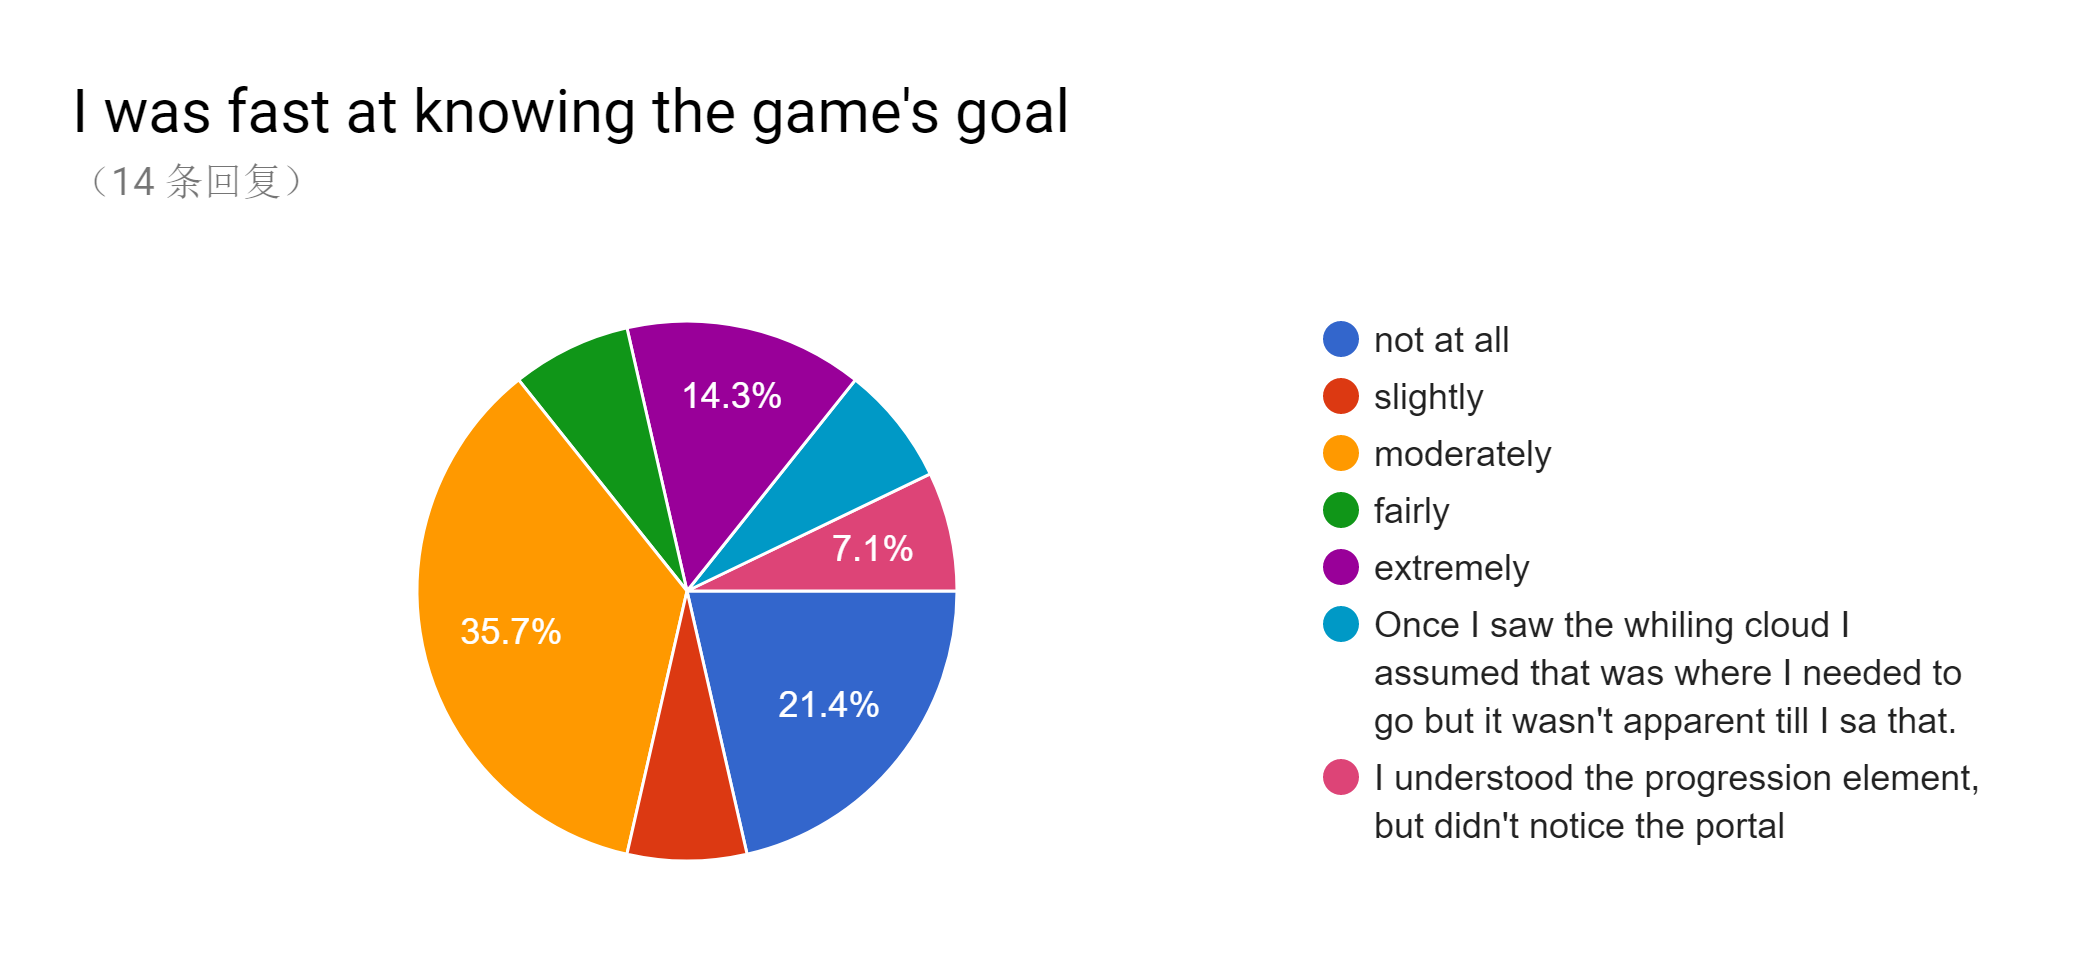 I was fast at knowing the game's goal
（14 条回复）
14.3%
7.1%
35.7%
21.4%
not at all
slightly
moderately
fairly
extremely
Once I saw the whiling cloud I
assumed that was where I needed to
go but it wasn't apparent till I sa that.
I understood the progression element,
but didn't notice the portal